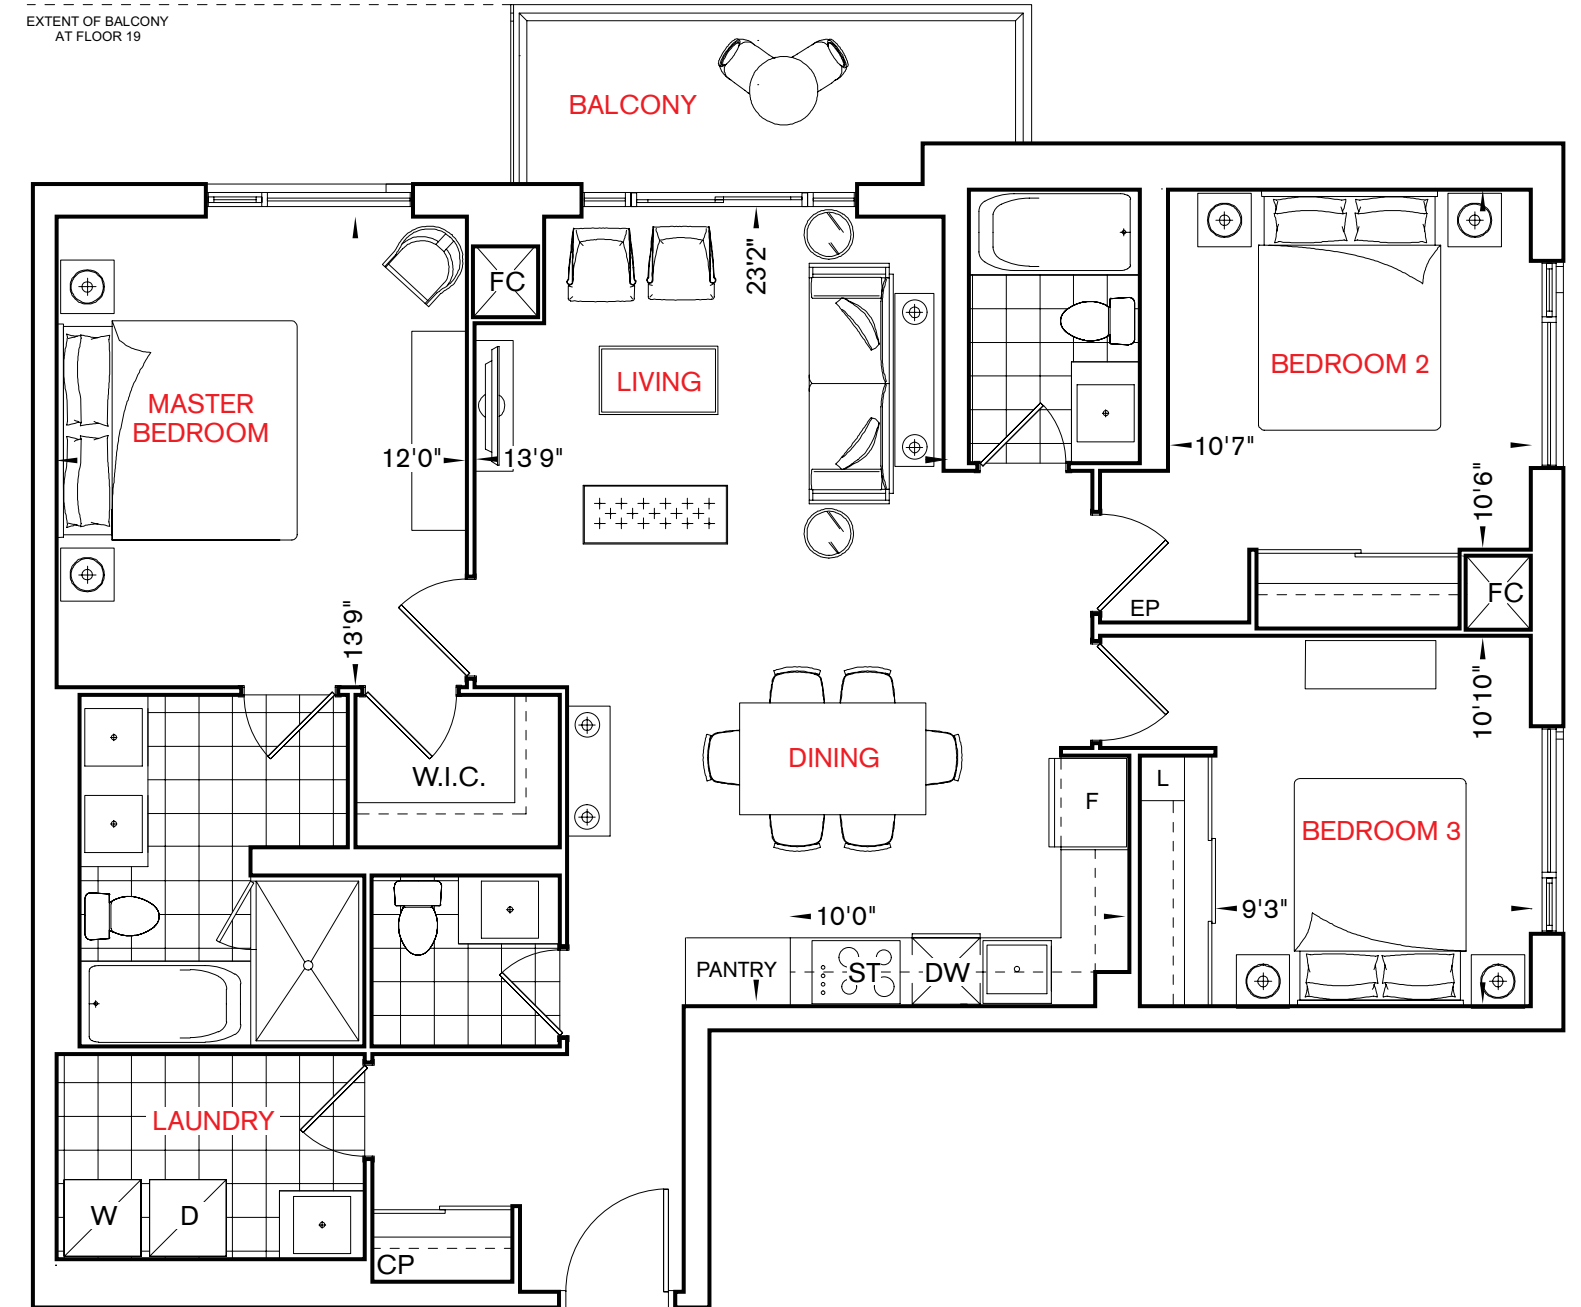 EXTENT OF BALCONY
AT FLOOR 19
BALCONY
FC
23'2"
LIVING
BEDROOM 2
MASTER
BEDROOM
12'0"
13'9"
10'7"
10'6"
FC
EP
13'9"
10'10"
DINING
W.I.C.
L
F
BEDROOM 3
9'3"
10'0"
PANTRY
ST
DW
LAUNDRY
W
D
CP